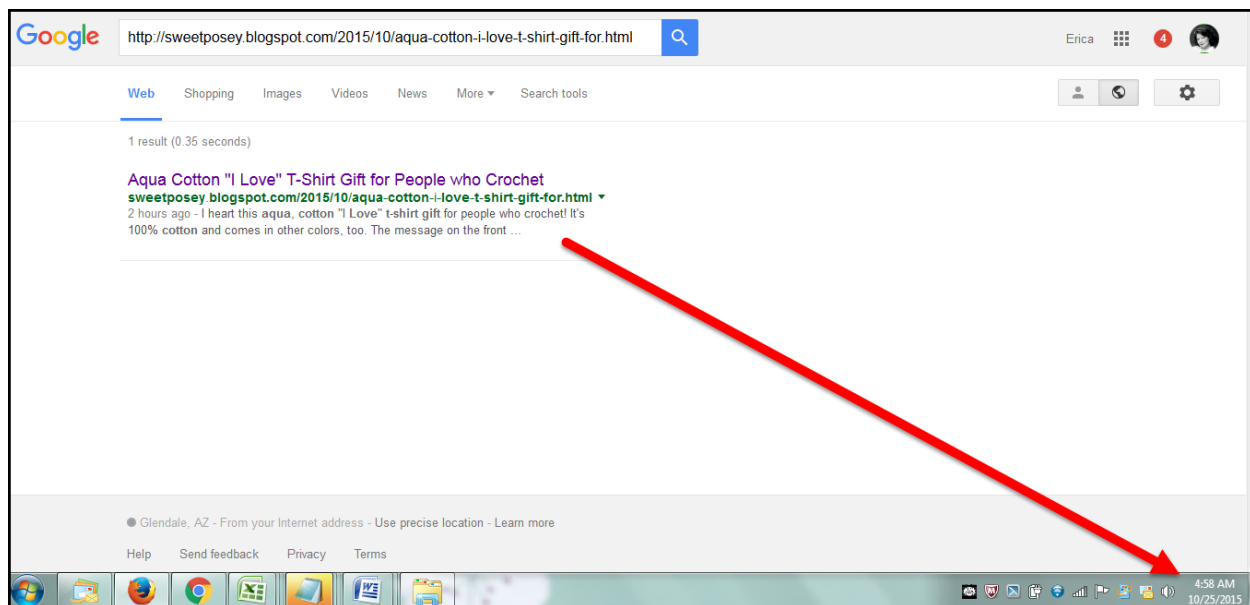 Google http://sweetposey.blogspot.com/2015/10/aqua-cotton-i-love-t-shirt-gift-for.html Erica 4
Web Shopping Images Videos News More Search tools
1 result (0.35 seconds)
Aqua Cotton "I Love" T-Shirt Gift for People who Crochet
sweetposey.blogspot.com/2015/10/aqua-cotton-i-love-t-shirt-gift-for.html
2 hours ago - I heart this aqua, cotton "I Love" t-shirt gift for people who crochet! It's
100% cotton and comes in other colors, too. The message on the front ...
Glendale, AZ - From your Internet address - Use precise location - Learn more
Help Send feedback Privacy Terms
4:58 AM
10/25/2015